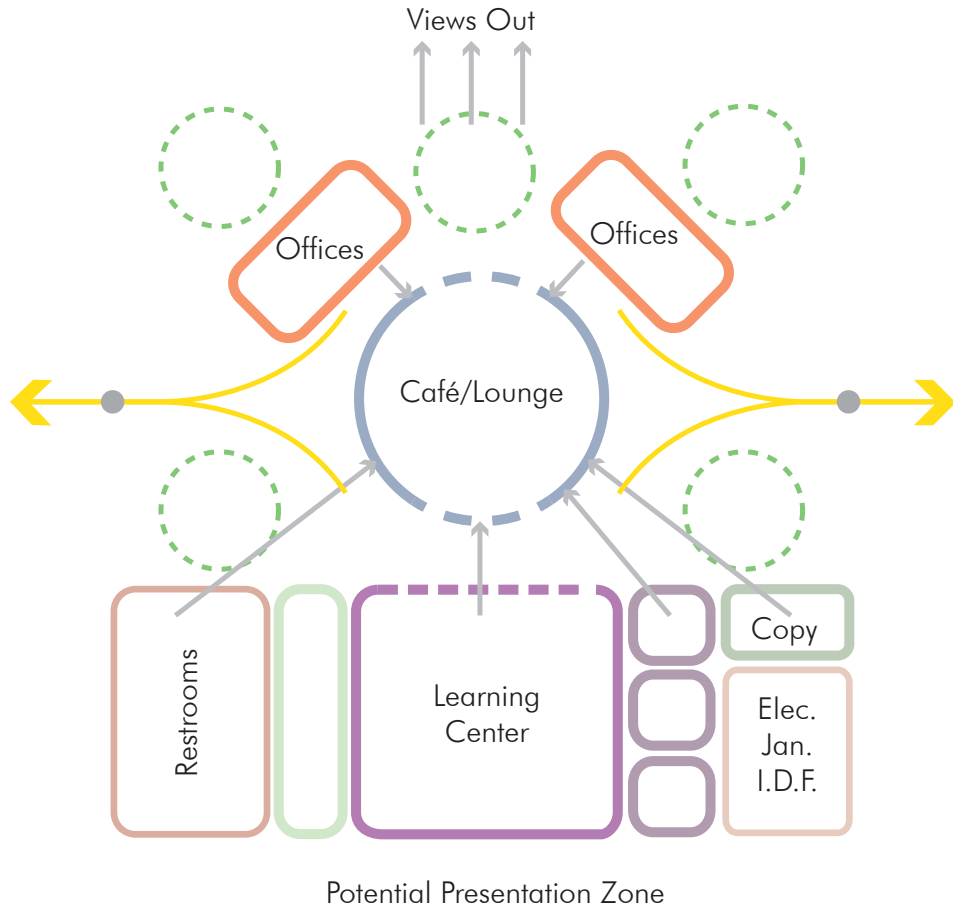 Views Out
Offices
Offices
Café/Lounge
Restrooms
Learning
Center
Copy
Elec.
Jan.
I.D.F.
Potential Presentation Zone